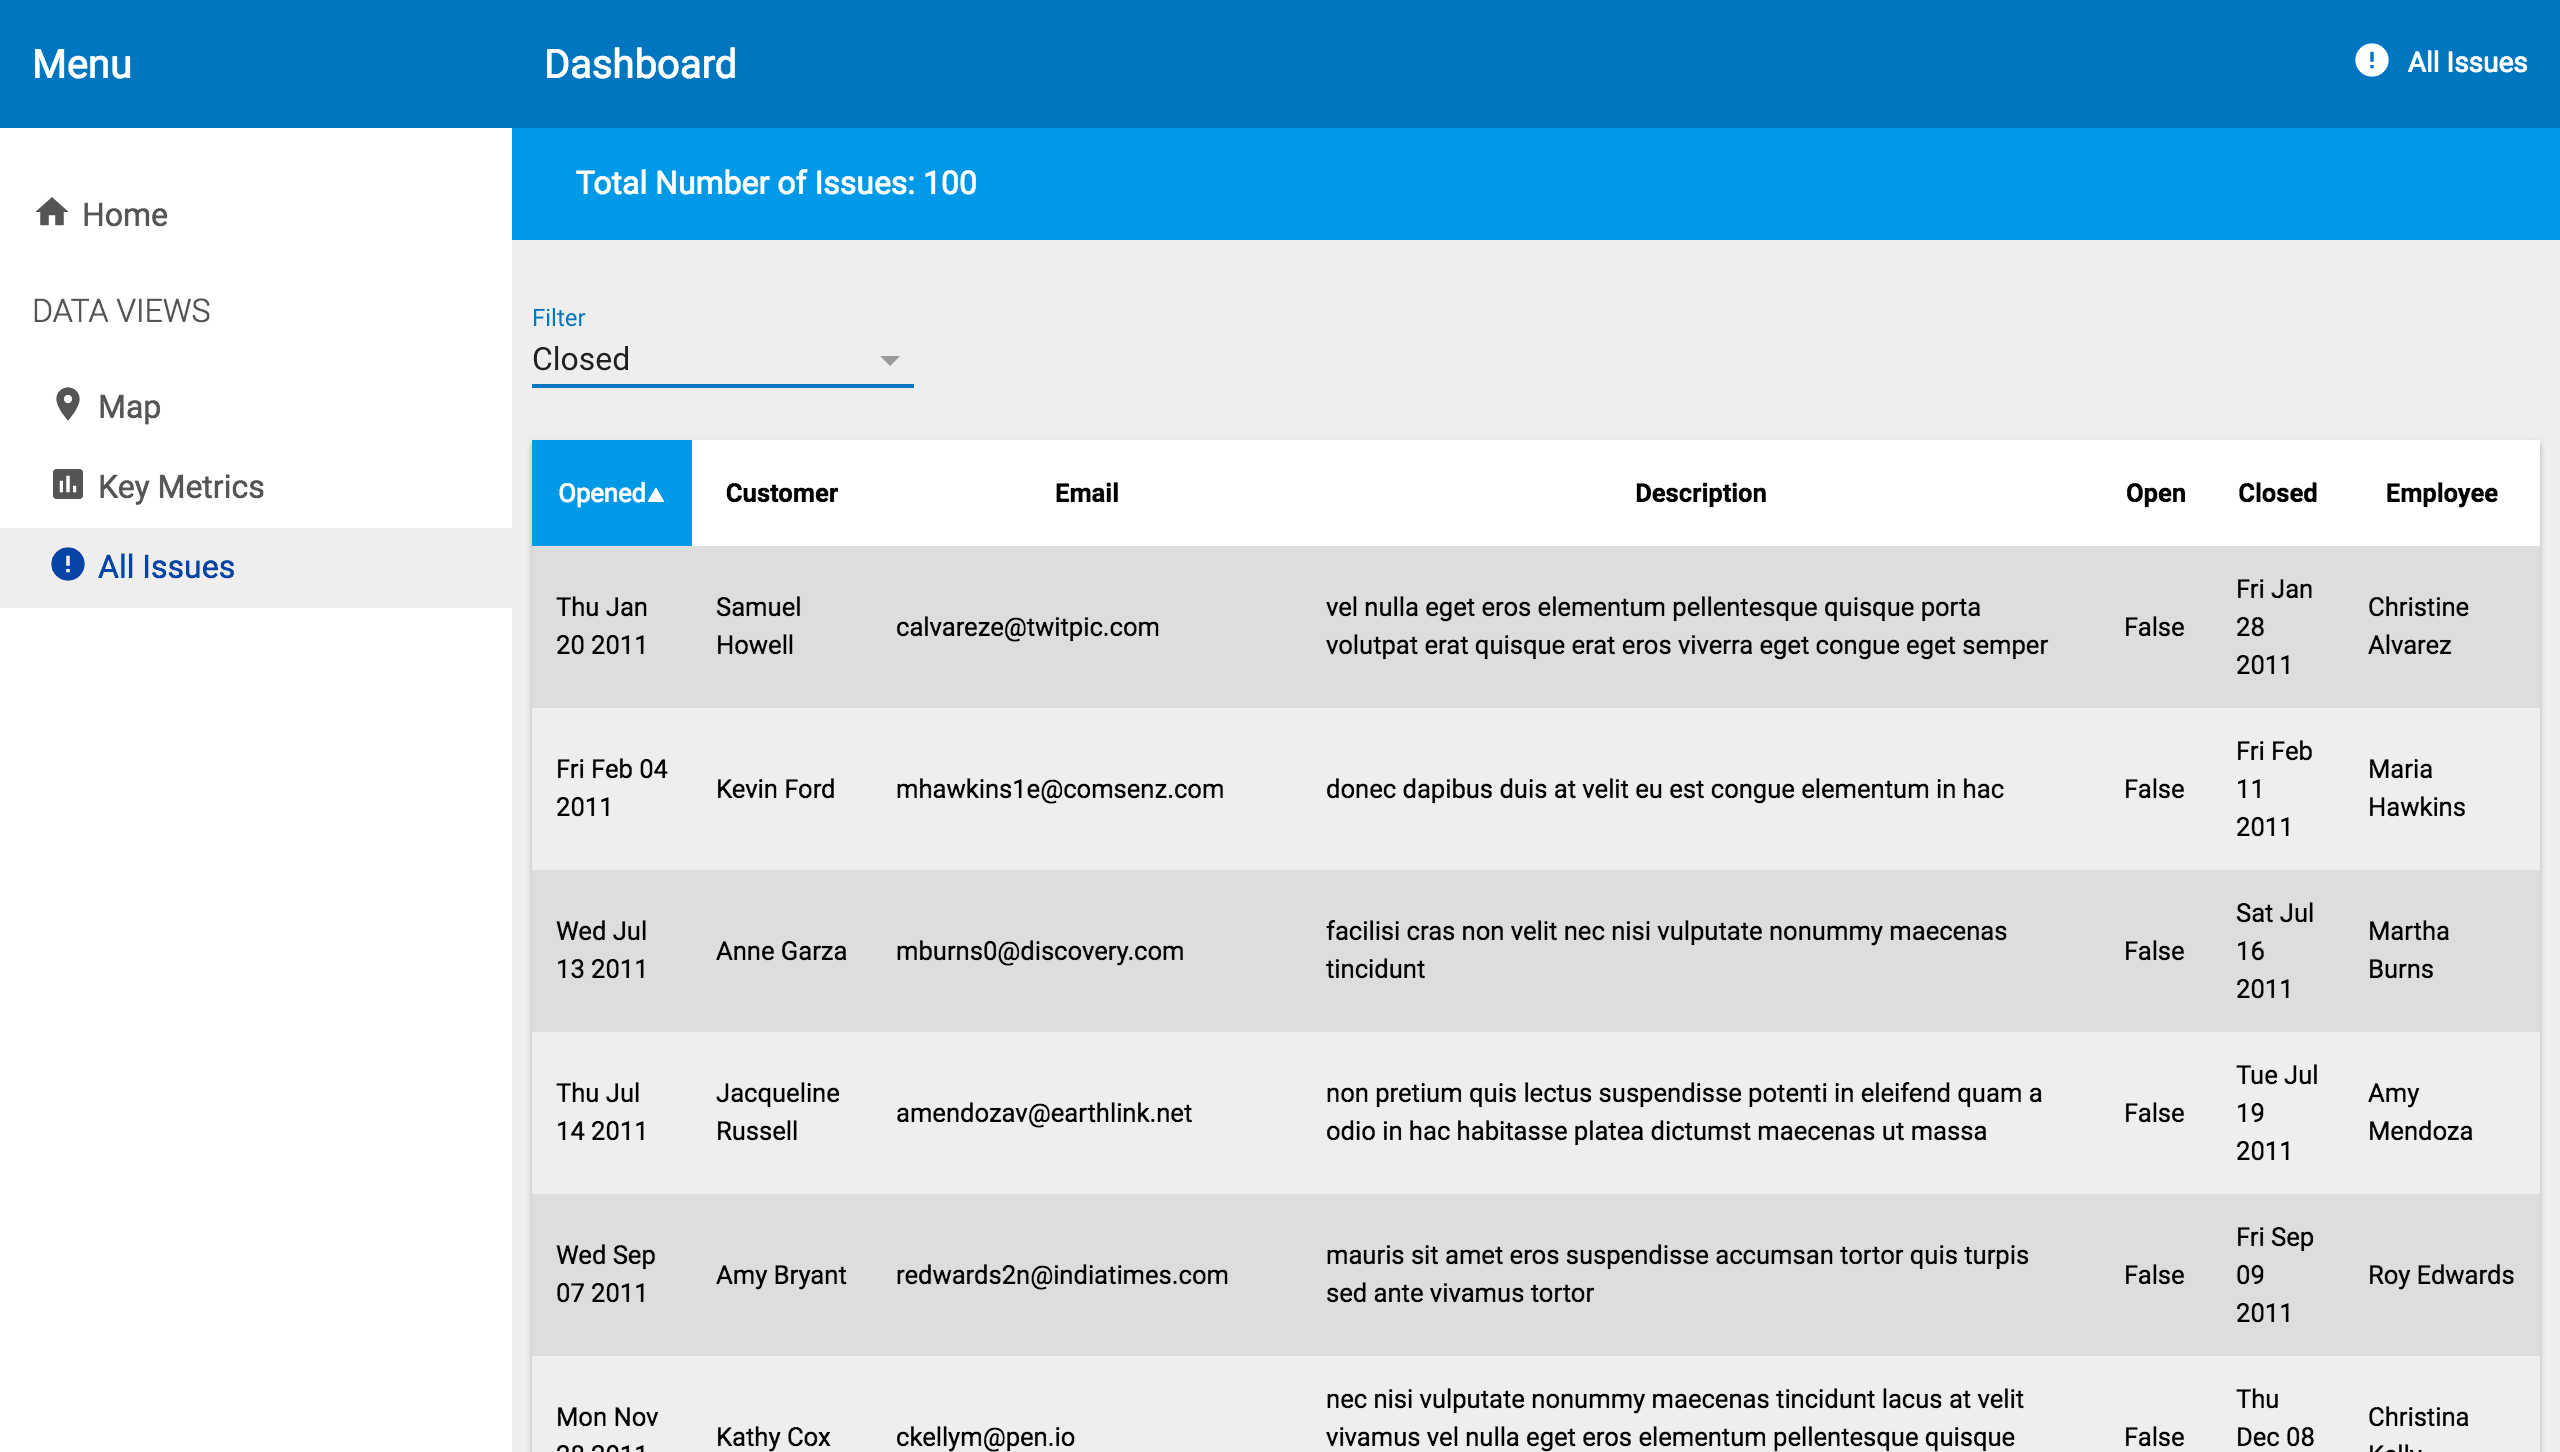 Menu
Dashboard
All Issues
Total Number of Issues: 100
Home
DATA VIEWS
Map
Key Metrics
All Issues
Filter
Closed
Opened▲ Customer Email Description Open Closed Employee
Thu Jan
20 2011
Samuel
Howell
calvareze@twitpic.com
vel nulla eget eros elementum pellentesque quisque porta
volutpat erat quisque erat eros viverra eget congue eget semper
False
Fri Jan
28
2011
Christine
Alvarez
Fri Feb 04
2011
Kevin Ford
mhawkins1e@comsenz.com
donec dapibus duis at velit eu est congue elementum in hac
False
Fri Feb
11
2011
Maria
Hawkins
Wed Jul
13 2011
Anne Garza
mburns0@discovery.com
facilisi cras non velit nec nisi vulputate nonummy maecenas
tincidunt
False
Sat Jul
16
2011
Martha
Burns
Thu Jul
14 2011
Jacqueline
Russell
amendozav@earthlink.net
non pretium quis lectus suspendisse potenti in eleifend quam a
odio in hac habitasse platea dictumst maecenas ut massa
False
Tue Jul
19
2011
Amy
Mendoza
Wed Sep
07 2011
Amy Bryant
redwards2n@indiatimes.com
mauris sit amet eros suspendisse accumsan tortor quis turpis
sed ante vivamus tortor
False
Fri Sep
09
2011
Roy Edwards
Mon Nov
Kathy Cox
ckellym@pen.io
nec nisi vulputate nonummy maecenas tincidunt lacus at velit
vivamus vel nulla eget eros elementum pellentesque quisque
False
Thu
Dec 08
Christina